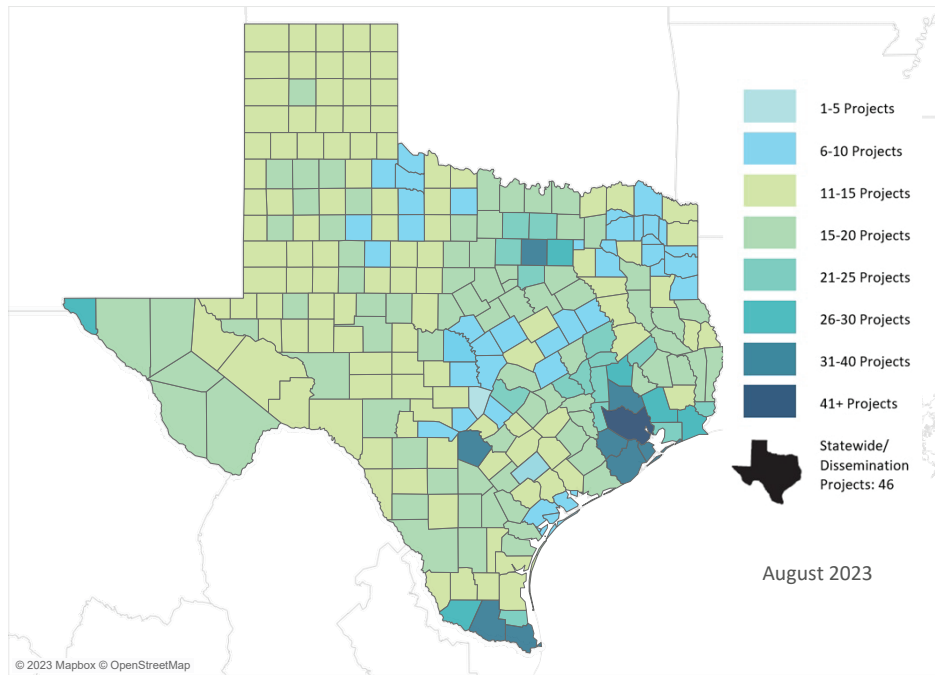 1-5 Projects
6-10 Projects
11-15 Projects
15-20 Projects
21-25 Projects
26-30 Projects
31-40 Projects
41+ Projects
Statewide/
Dissemination
Projects: 46
August 2023
© 2023 Mapbox © OpenStreetMap